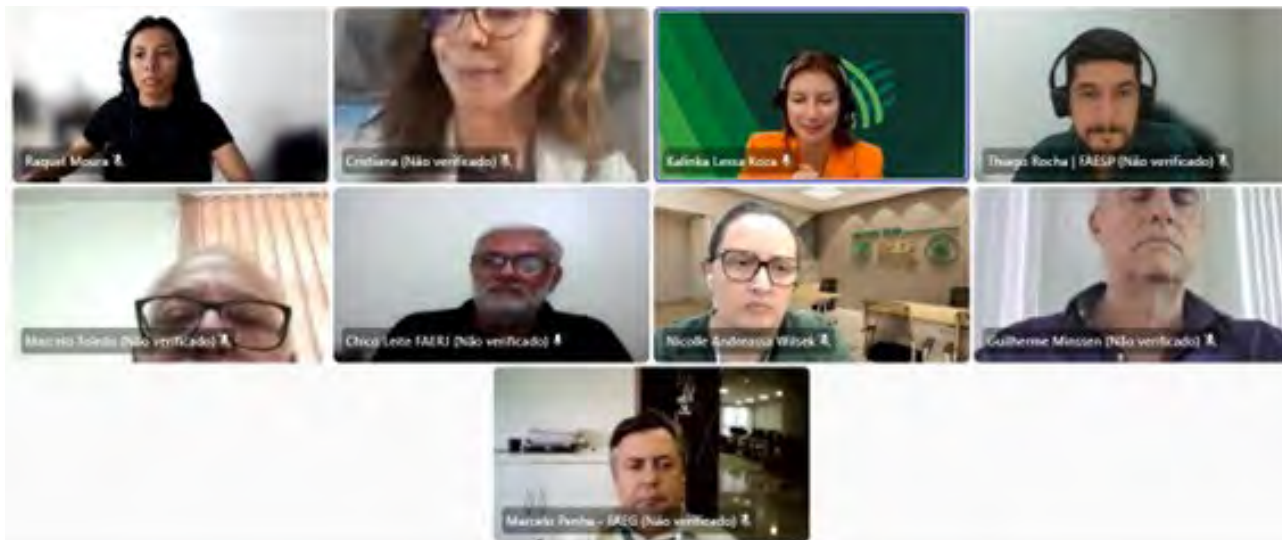 Raquel Moura
Cristiana (Não verificado)
Kalinka Lessa Koza
Thiago Rocha | FAESP (Não verificado)
Marcelo Toledo (Não verificado)
Chico Leite FAERJ (Não verificado)
Nicolle Andreassa Wilsek
Guilherme Minssen (Não verificado)
Marcelo Penha - FAEG (Não verificado)